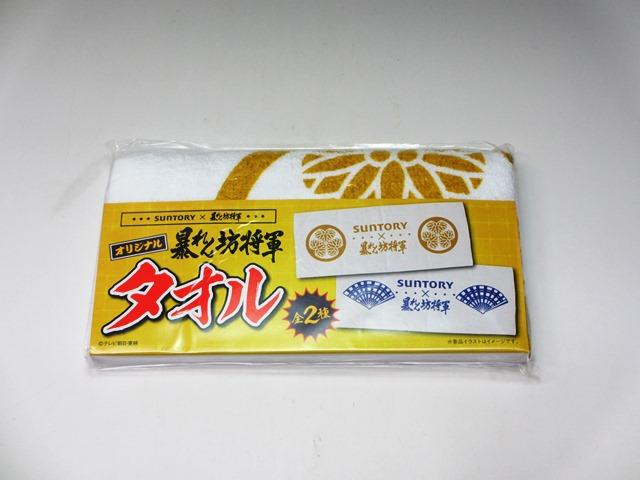 SUNTORY × 暴れん坊将軍
オリジナル 暴れん坊将軍
タオル
全2種
SUNTORY
×
暴れん坊将軍
SUNTORY
×
暴れん坊将軍
©テレビ朝日・東映
※景品イラストはイメージです。